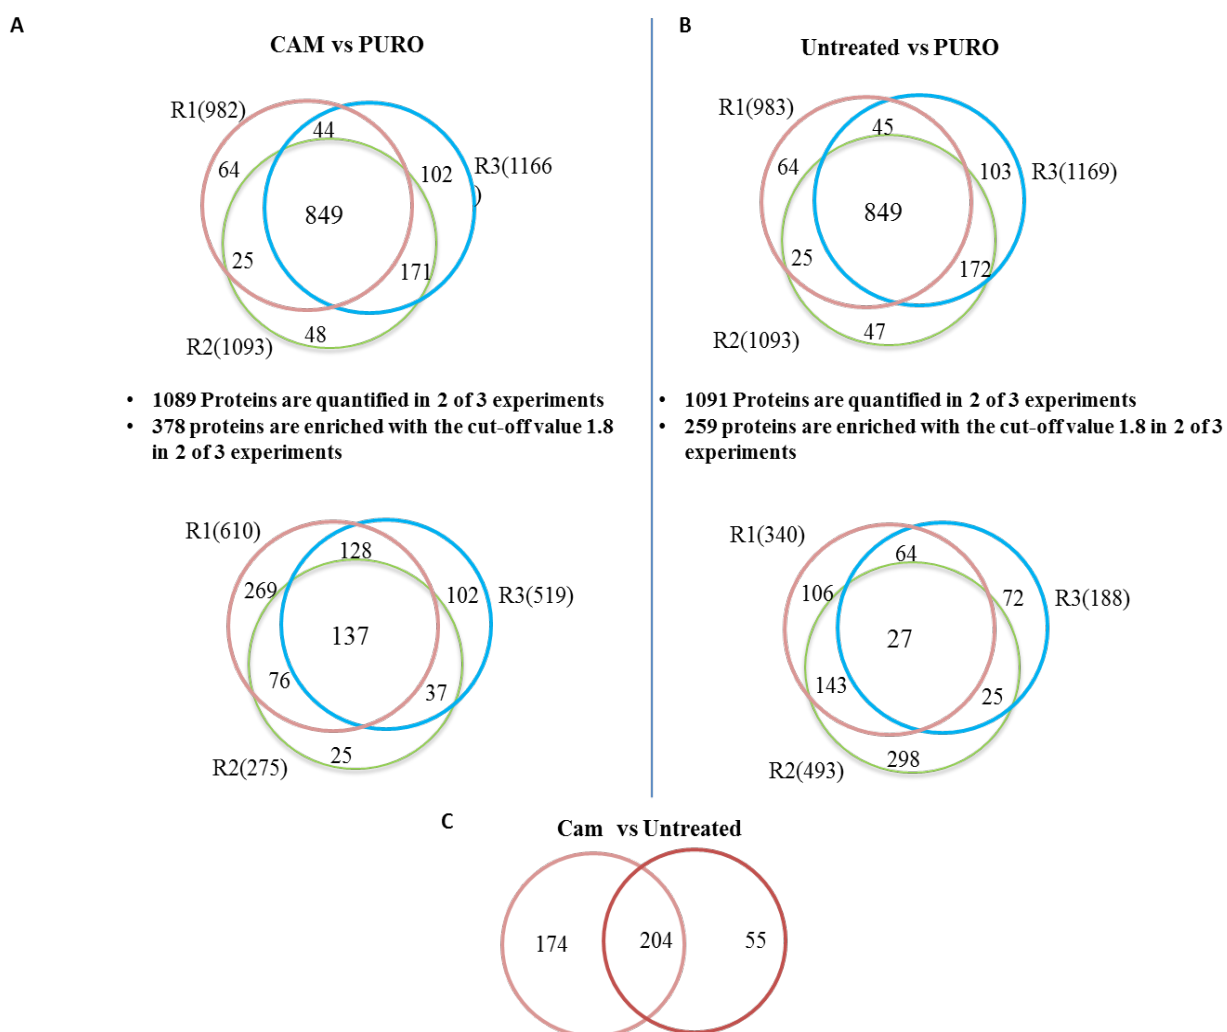 A
CAM vs PURO
R1(982)
44
64
102
R3(1166
)
849
25
171
48
R2(1093)
• 1089 Proteins are quantified in 2 of 3 experiments
• 378 proteins are enriched with the cut-off value 1.8
in 2 of 3 experiments
R1(610)
128
269
102
R3(519)
137
76
37
25
R2(275)
B
Untreated vs PURO
R1(983)
45
64
103
R3(1169)
849
25
172
47
R2(1093)
• 1091 Proteins are quantified in 2 of 3 experiments
• 259 proteins are enriched with the cut-off value 1.8 in 2 of 3
experiments
R1(340)
64
106
72
R3(188)
27
143
25
298
R2(493)
C
Cam vs Untreated
174
204
55